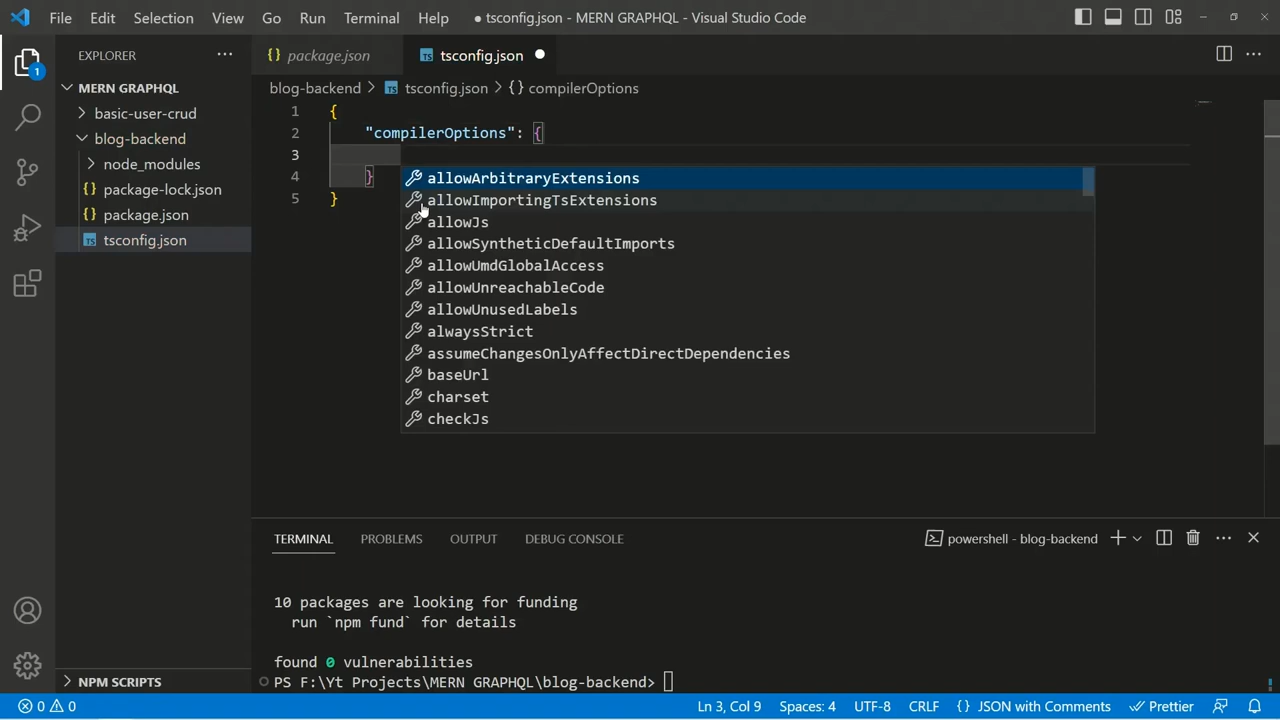 File Edit Selection View Go Run Terminal Help ● tsconfig.json - MERN GRAPHQL - Visual Studio Code
EXPLORER
1
MERN GRAPHQL
basic-user-crud
blog-backend
node_modules
{} package-lock.json
{} package.json
TS tsconfig.json
NPM SCRIPTS
{} package.json TS tsconfig.json
blog-backend > TS tsconfig.json > {} compilerOptions
1 {
2 "compilerOptions": {
3
4 }
5 }
allowArbitraryExtensions
allowImportingTsExtensions
allowJs
allowSyntheticDefaultImports
allowUmdGlobalAccess
allowUnreachableCode
allowUnusedLabels
alwaysStrict
assumeChangesOnlyAffectDirectDependencies
baseUrl
charset
checkJs
TERMINAL PROBLEMS OUTPUT DEBUG CONSOLE powershell - blog-backend
10 packages are looking for funding
run `npm fund` for details
found 0 vulnerabilities
PS F:\Yt Projects\MERN GRAPHQL\blog-backend>
0 0 Ln 3, Col 9 Spaces: 4 UTF-8 CRLF {} JSON with Comments Prettier